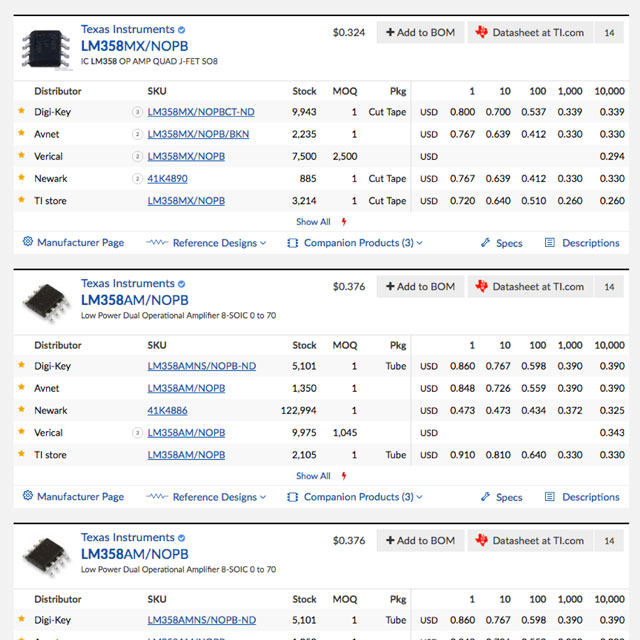 Texas Instruments
LM358MX/NOPB
IC LM358 OP AMP QUAD J-FET SO8
$0.324
Add to BOM
Datasheet at TI.com
14
Distributor SKU Stock MOQ Pkg 1 10 100 1,000 10,000
Digi-Key 3 LM358MX/NOPBCT-ND 9,943 1 Cut Tape USD 0.800 0.700 0.537 0.339 0.339
Avnet 2 LM358MX/NOPB/BKN 2,235 1 USD 0.767 0.639 0.412 0.330 0.330
Verical 2 LM358MX/NOPB 7,500 2,500 USD 0.294
Newark 2 41K4890 885 1 Cut Tape USD 0.767 0.639 0.412 0.330 0.330
TI store LM358MX/NOPB 3,214 1 Cut Tape USD 0.720 0.640 0.510 0.260 0.260
Show All
Manufacturer Page Reference Designs Companion Products (3) Specs Descriptions
Texas Instruments
LM358AM/NOPB
Low Power Dual Operational Amplifier 8-SOIC 0 to 70
$0.376
Add to BOM
Datasheet at TI.com
14
Distributor SKU Stock MOQ Pkg 1 10 100 1,000 10,000
Digi-Key LM358AMNS/NOPB-ND 5,101 1 Tube USD 0.860 0.767 0.598 0.390 0.390
Avnet LM358AM/NOPB 1,350 1 USD 0.848 0.726 0.559 0.390 0.390
Newark 41K4886 122,994 1 USD 0.473 0.473 0.434 0.372 0.325
Verical 3 LM358AM/NOPB 9,975 1,045 USD 0.343
TI store LM358AM/NOPB 2,105 1 Tube USD 0.910 0.810 0.640 0.330 0.330
Show All
Manufacturer Page Reference Designs Companion Products (3) Specs Descriptions
Texas Instruments
LM358AM/NOPB
Low Power Dual Operational Amplifier 8-SOIC 0 to 70
$0.376
Add to BOM
Datasheet at TI.com
14
Distributor SKU Stock MOQ Pkg 1 10 100 1,000 10,000
Digi-Key LM358AMNS/NOPB-ND 5,101 1 Tube USD 0.860 0.767 0.598 0.390 0.390